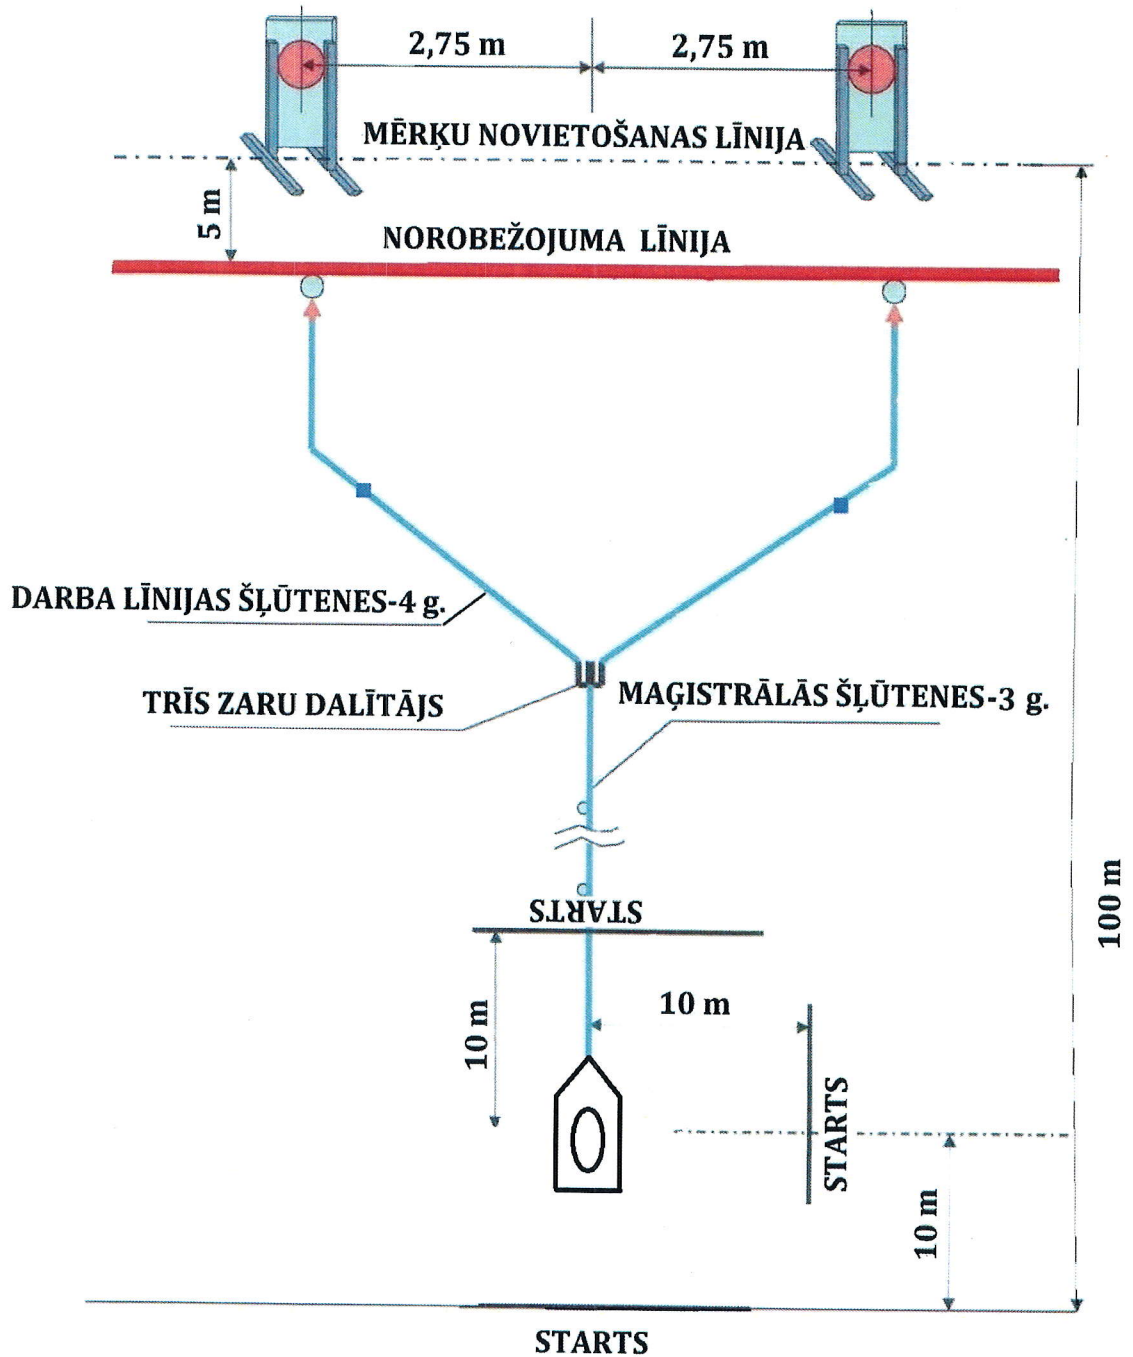 2,75 m
2,75 m
MĒRĶU NOVIETOŠANAS LĪNIJA
5 m
NOROBEŽOJUMA LĪNIJA
DARBA LĪNIJAS ŠĻŪTENES-4 g.
TRĪS ZARU DALĪTĀJS
MAĢISTRĀLĀS ŠĻŪTENES-3 g.
STARTS
100 m
10 m
10 m
STARTS
10 m
STARTS